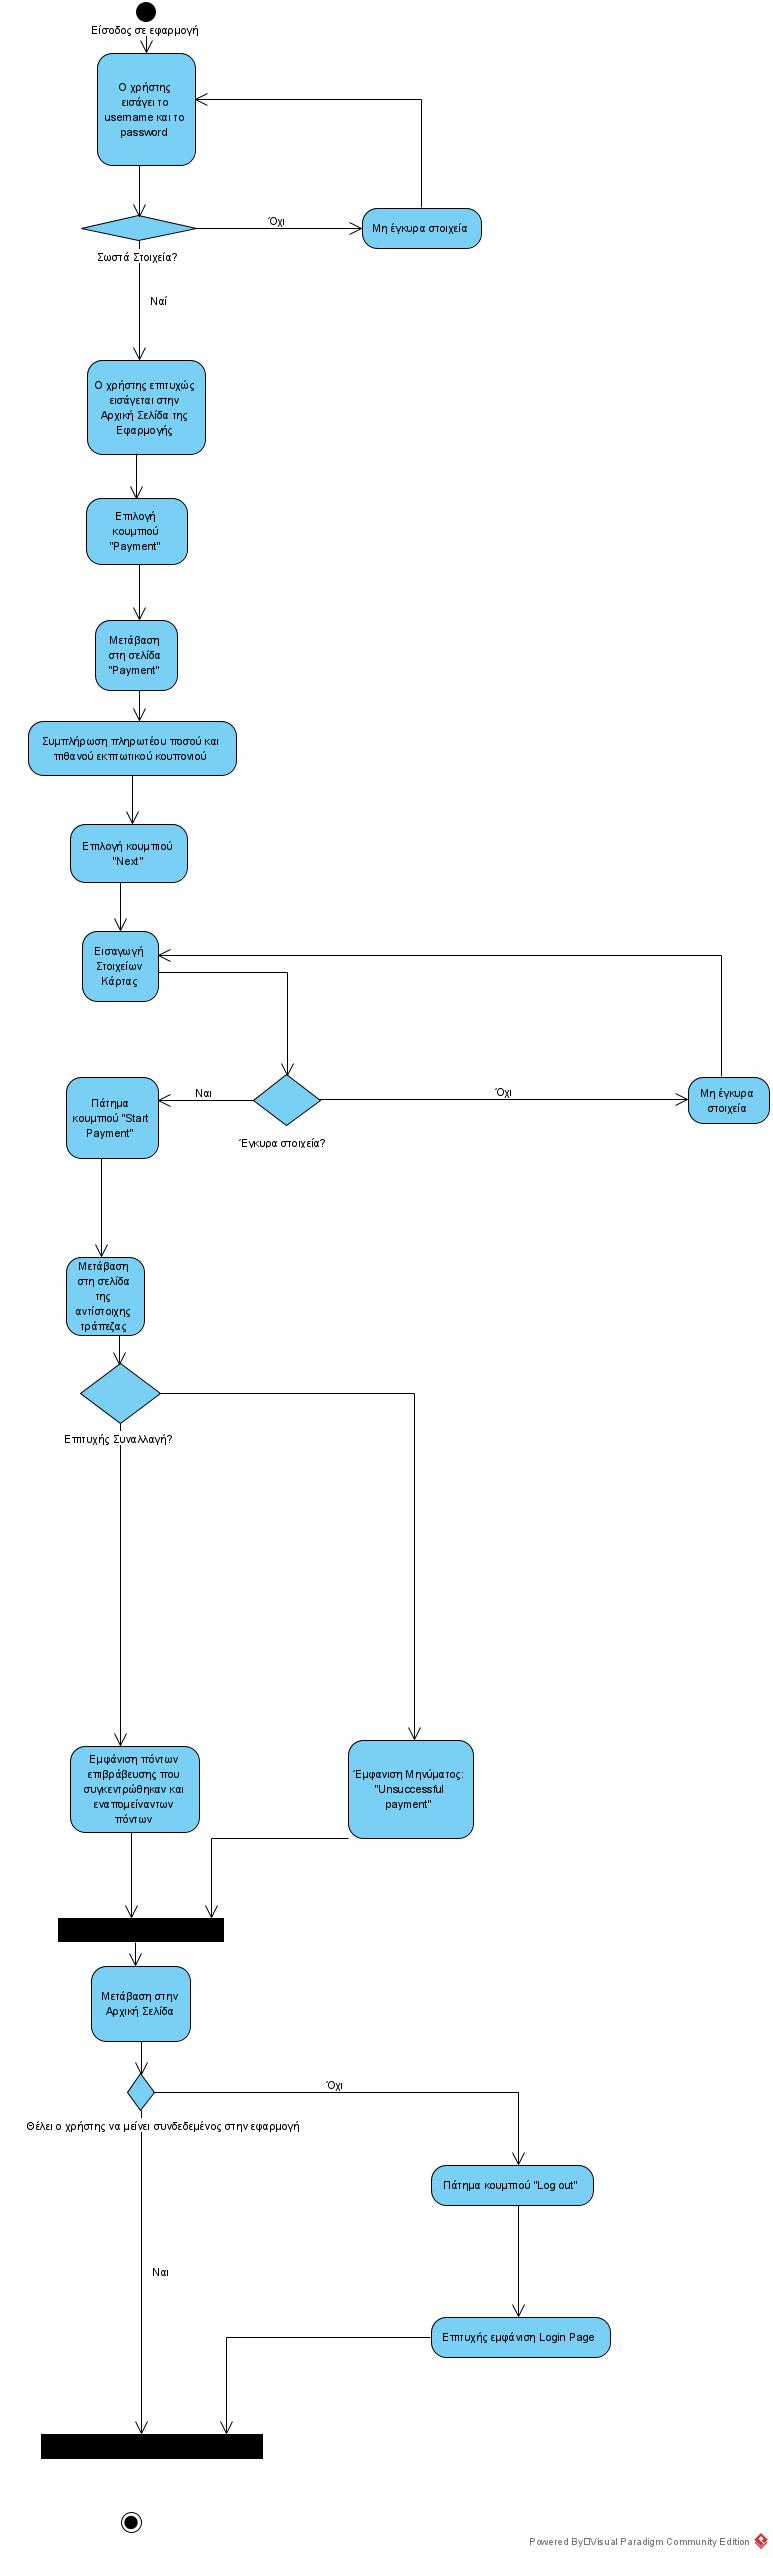 Είσοδος σε εφαρμογή
Ο χρήστης
εισάγει το
username και το
password
Όχι
Μη έγκυρα στοιχεία
Σωστά Στοιχεία?
Ναί
Ο χρήστης επιτυχώς
εισάγεται στην
Αρχική Σελίδα της
Εφαρμογής
Επιλογή
κουμπιού
"Payment"
Μετάβαση
στη σελίδα
"Payment"
Συμπλήρωση πληρωτέου ποσού και
πιθανού εκπτωτικού κουπονιού
Επιλογή κουμπιού
"Next"
Εισαγωγή
Στοιχείων
Κάρτας
Πάτημα
κουμπιού "Start
Payment"
Ναι
Όχι
Μη έγκυρα
στοιχεία
Έγκυρα στοιχεία?
Μετάβαση
στη σελίδα
της
αντίστοιχης
τράπεζας
Επιτυχής Συναλλαγή?
Εμφάνιση πόντων
επιβράβευσης που
συγκεντρώθηκαν και
εναπομείναντων
πόντων
Έμφανιση Μηνύματος:
"Unsuccessful
payment"
Μετάβαση στην
Αρχική Σελίδα
Όχι
Θέλει ο χρήστης να μείνει συνδεδεμένος στην εφαρμογή
Πάτημα κουμπιού "Log out"
Ναι
Επιτυχής εμφάνιση Login Page
Powered By□Visual Paradigm Community Edition